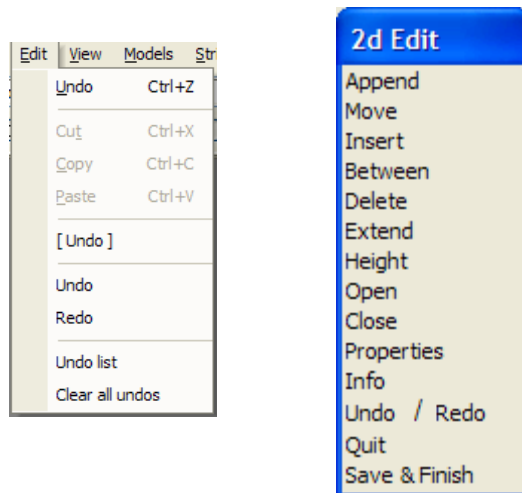 Edit View Models Str
Undo Ctrl+Z
Cut Ctrl+X
Copy Ctrl+C
Paste Ctrl+V
[ Undo ]
Undo
Redo
Undo list
Clear all undos
2d Edit
Append
Move
Insert
Between
Delete
Extend
Height
Open
Close
Properties
Info
Undo / Redo
Quit
Save & Finish